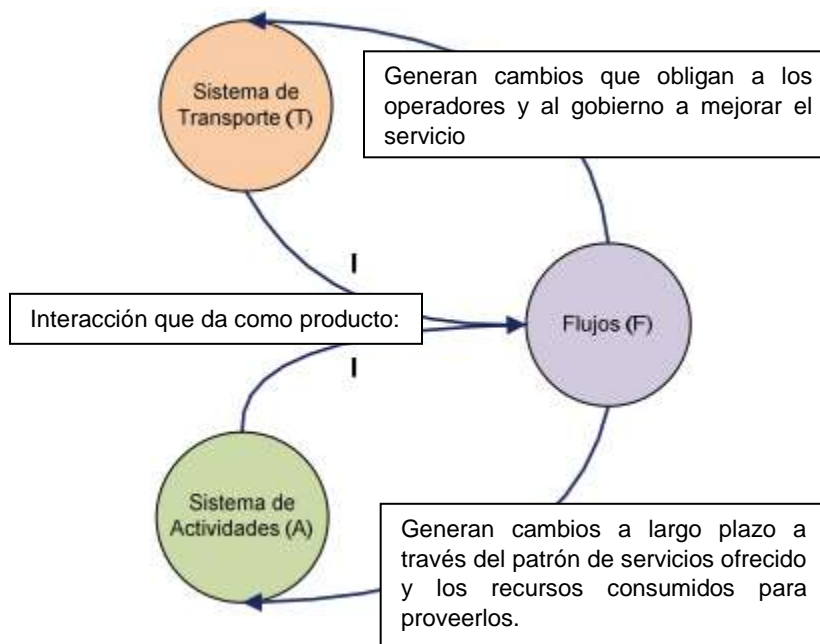 Sistema de
Transporte (T)
Generan cambios que obligan a los
operadores y al gobierno a mejorar el
servicio
I
Interacción que da como producto:
Flujos (F)
I
Sistema de
Actividades (A)
Generan cambios a largo plazo a
través del patrón de servicios ofrecido
y los recursos consumidos para
proveerlos.